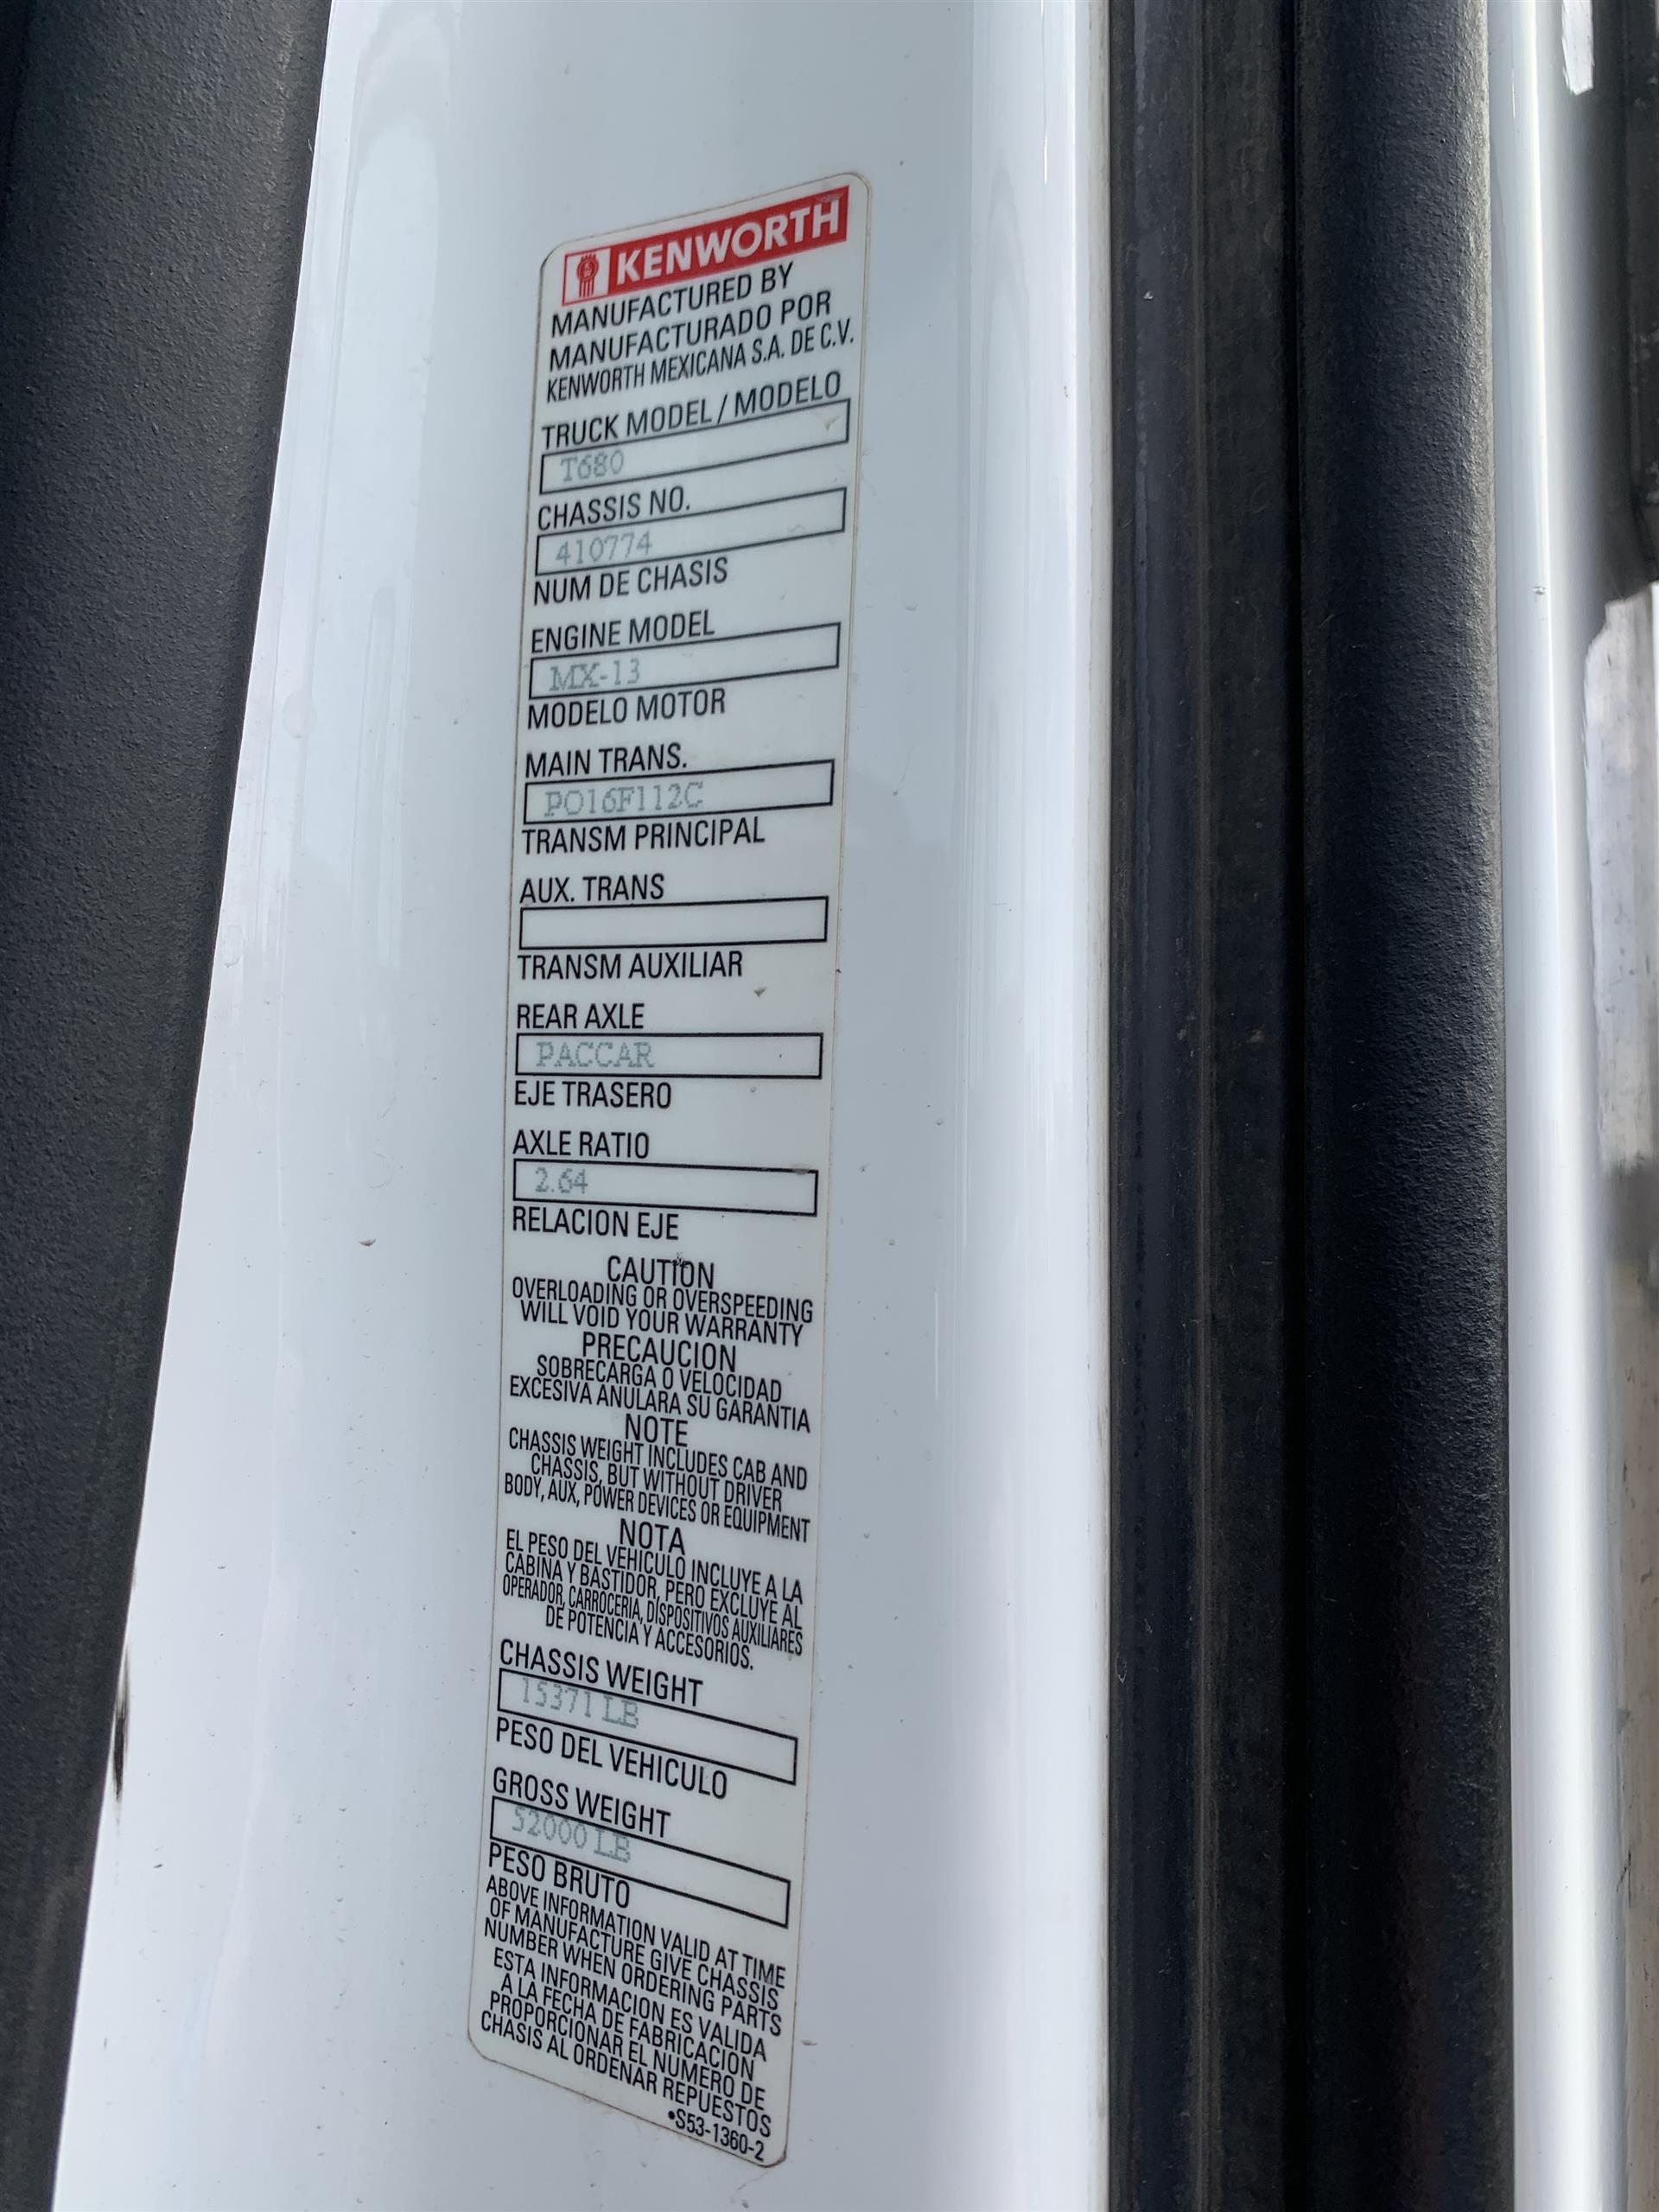 KENWORTH
MANUFACTURED BY
MANUFACTURADO POR
KENWORTH MEXICANA S.A. DE C.V.
TRUCK MODEL / MODELO
T680
CHASSIS NO.
410774
NUM DE CHASIS
ENGINE MODEL
MX-13
MODELO MOTOR
MAIN TRANS.
PO16F112C
TRANSM PRINCIPAL
AUX. TRANS
TRANSM AUXILIAR
REAR AXLE
PACCAR
EJE TRASERO
AXLE RATIO
2.64
RELACION EJE
CAUTION
OVERLOADING OR OVERSPEEDING
WILL VOID YOUR WARRANTY
PRECAUCION
SOBRECARGA O VELOCIDAD
EXCESIVA ANULARA SU GARANTIA
NOTE
CHASSIS WEIGHT INCLUDES CAB AND
CHASSIS, BUT WITHOUT DRIVER
BODY, AUX, POWER DEVICES OR EQUIPMENT
NOTA
EL PESO DEL VEHICULO INCLUYE A LA
CABINA Y BASTIDOR, PERO EXCLUYE AL
OPERADOR, CARROCERIA, DISPOSITIVOS AUXILIARES
DE POTENCIA Y ACCESORIOS.
CHASSIS WEIGHT
15371 LB
PESO DEL VEHICULO
GROSS WEIGHT
52000 LB
PESO BRUTO
ABOVE INFORMATION VALID AT TIME
OF MANUFACTURE GIVE CHASSIS
NUMBER WHEN ORDERING PARTS
ESTA INFORMACION ES VALIDA
A LA FECHA DE FABRICACION
PROPORCIONAR EL NUMERO DE
CHASIS AL ORDENAR REPUESTOS
•S53-1360-2